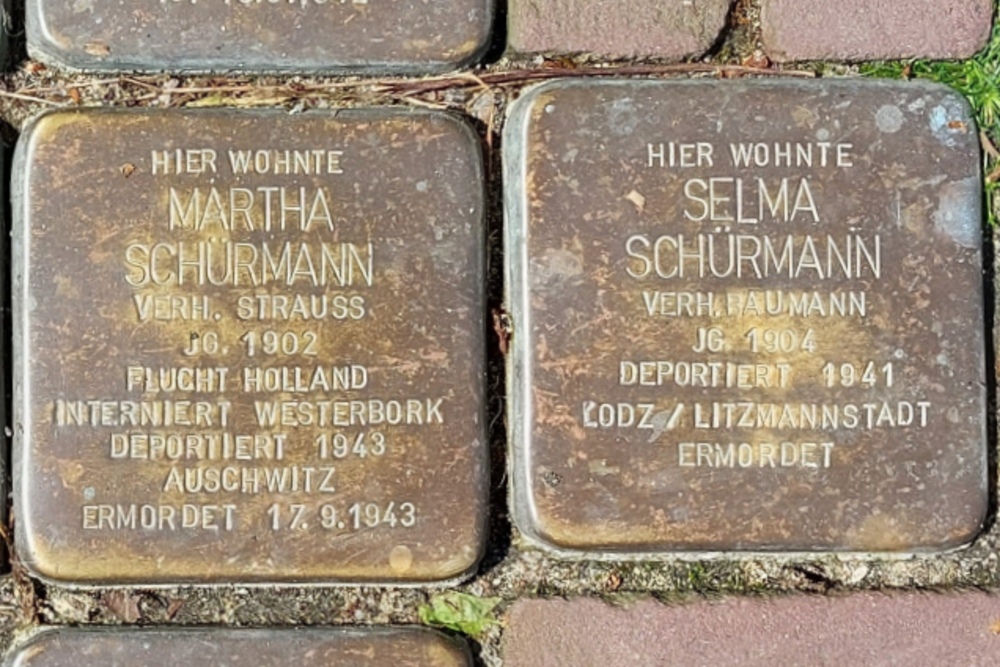 HIER WOHNTE
MARTHA
SCHÜRMANN
VERH. STRAUSS
JG. 1902
FLUCHT HOLLAND
INTERNIERT WESTERBORK
DEPORTIERT 1943
AUSCHWITZ
ERMORDET 17.9.1943
HIER WOHNTE
SELMA
SCHÜRMANN
VERH. BAUMANN
JG. 1904
DEPORTIERT 1941
ŁODZ / LITZMANNSTADT
ERMORDET